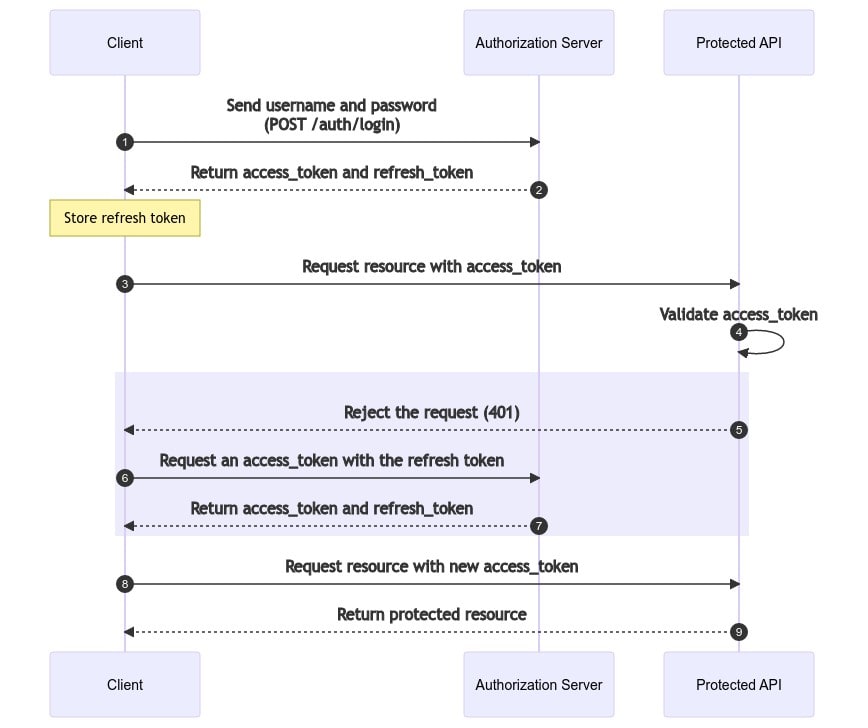 Client
Authorization Server
Protected API
Send username and password
(POST /auth/login)
1
Return access_token and refresh_token
2
Store refresh token
Request resource with access_token
3
Validate access_token
4
Reject the request (401)
5
Request an access_token with the refresh token
6
Return access_token and refresh_token
7
Request resource with new access_token
8
Return protected resource
9
Client
Authorization Server
Protected API